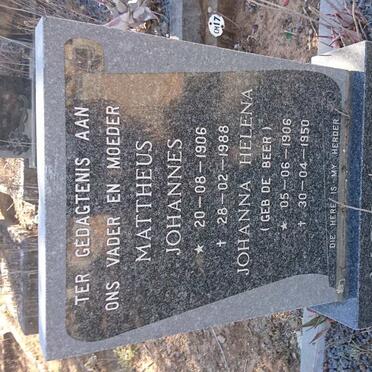 TER GEDAGTENIS AAN
ONS VADER EN MOEDER
MATTHEUS
JOHANNES
★ 20-08-1906
✝ 28-02-1988
JOHANNA HELENA
(GEB DE BEER)
★ 05-06-1906
✝ 30-04-1950
DIE HERE IS MY HERDER